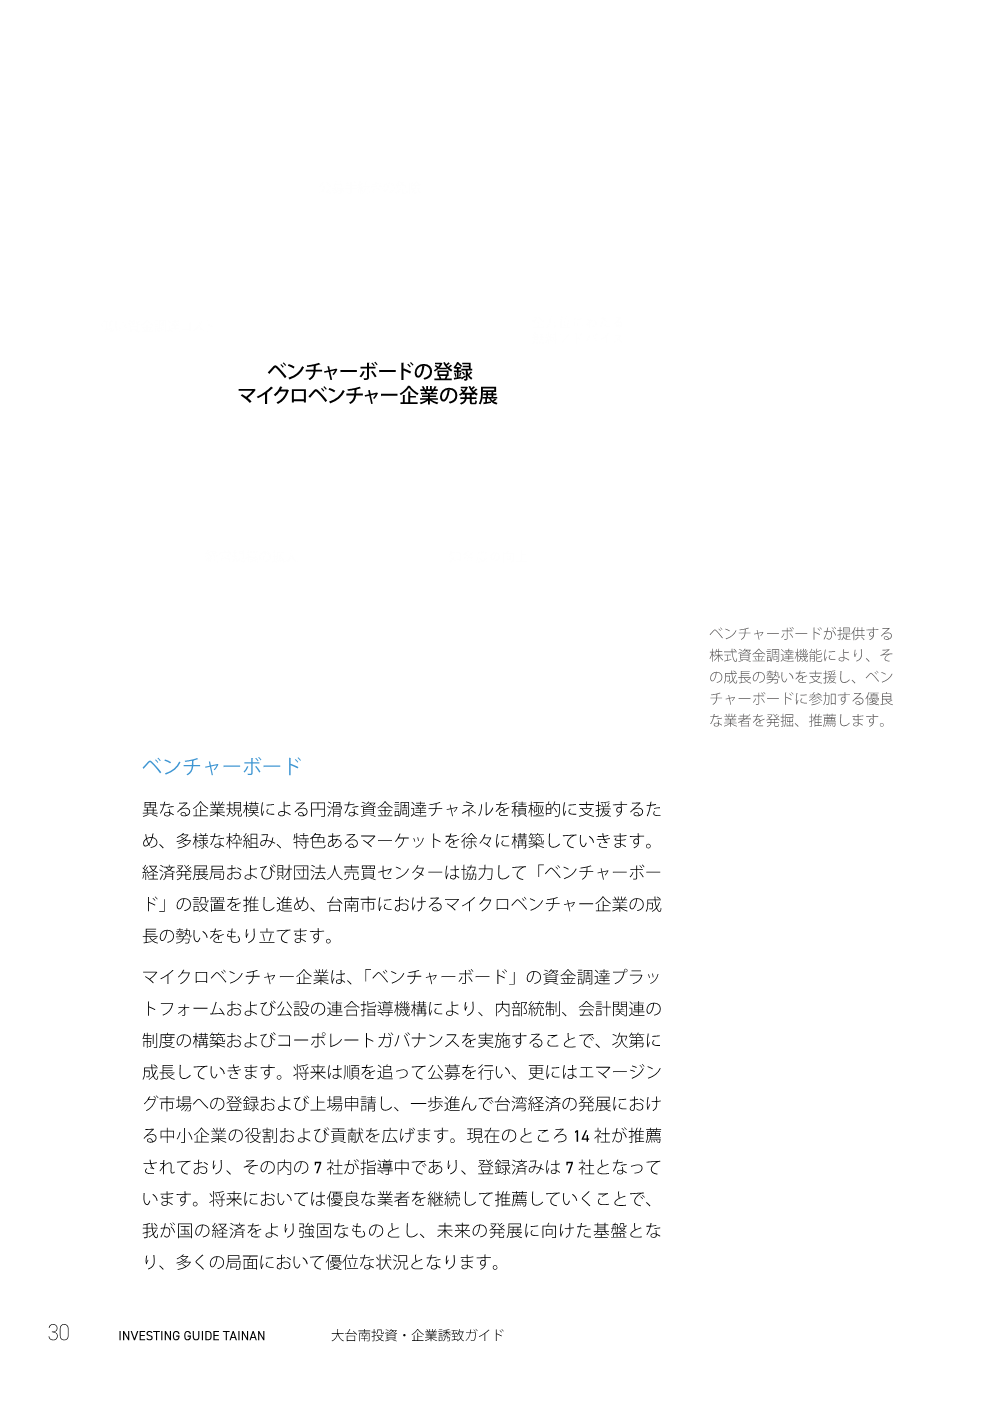 ベンチャーボードの登録
マイクロベンチャー企業の発展
ベンチャーボードが提供する
株式資金調達機能により、そ
の成長の勢いを支援し、ベン
チャーボードに参加する優良
な業者を発掘、推薦します。
ベンチャーボード
異なる企業規模による円滑な資金調達チャネルを積極的に支援するた
め、多様な枠組み、特色あるマーケットを徐々に構築していきます。
経済発展局および財団法人売買センターは協力して「ベンチャーボー
ド」の設置を推し進め、台南市におけるマイクロベンチャー企業の成
長の勢いをもり立てます。
マイクロベンチャー企業は、「ベンチャーボード」の資金調達プラッ
トフォームおよび公設の連合指導機構により、内部統制、会計関連の
制度の構築およびコーポレートガバナンスを実施することで、次第に
成長していきます。将来は順を追って公募を行い、更にはエマージン
グ市場への登録および上場申請し、一歩進んで台湾経済の発展におけ
る中小企業の役割および貢献を広げます。現在のところ 14 社が推薦
されており、その内の 7 社が指導中であり、登録済みは 7 社となって
います。将来においては優良な業者を継続して推薦していくことで、
我が国の経済をより強固なものとし、未来の発展に向けた基盤とな
り、多くの局面において優位な状況となります。
30 INVESTING GUIDE TAINAN 大台南投資・企業誘致ガイド